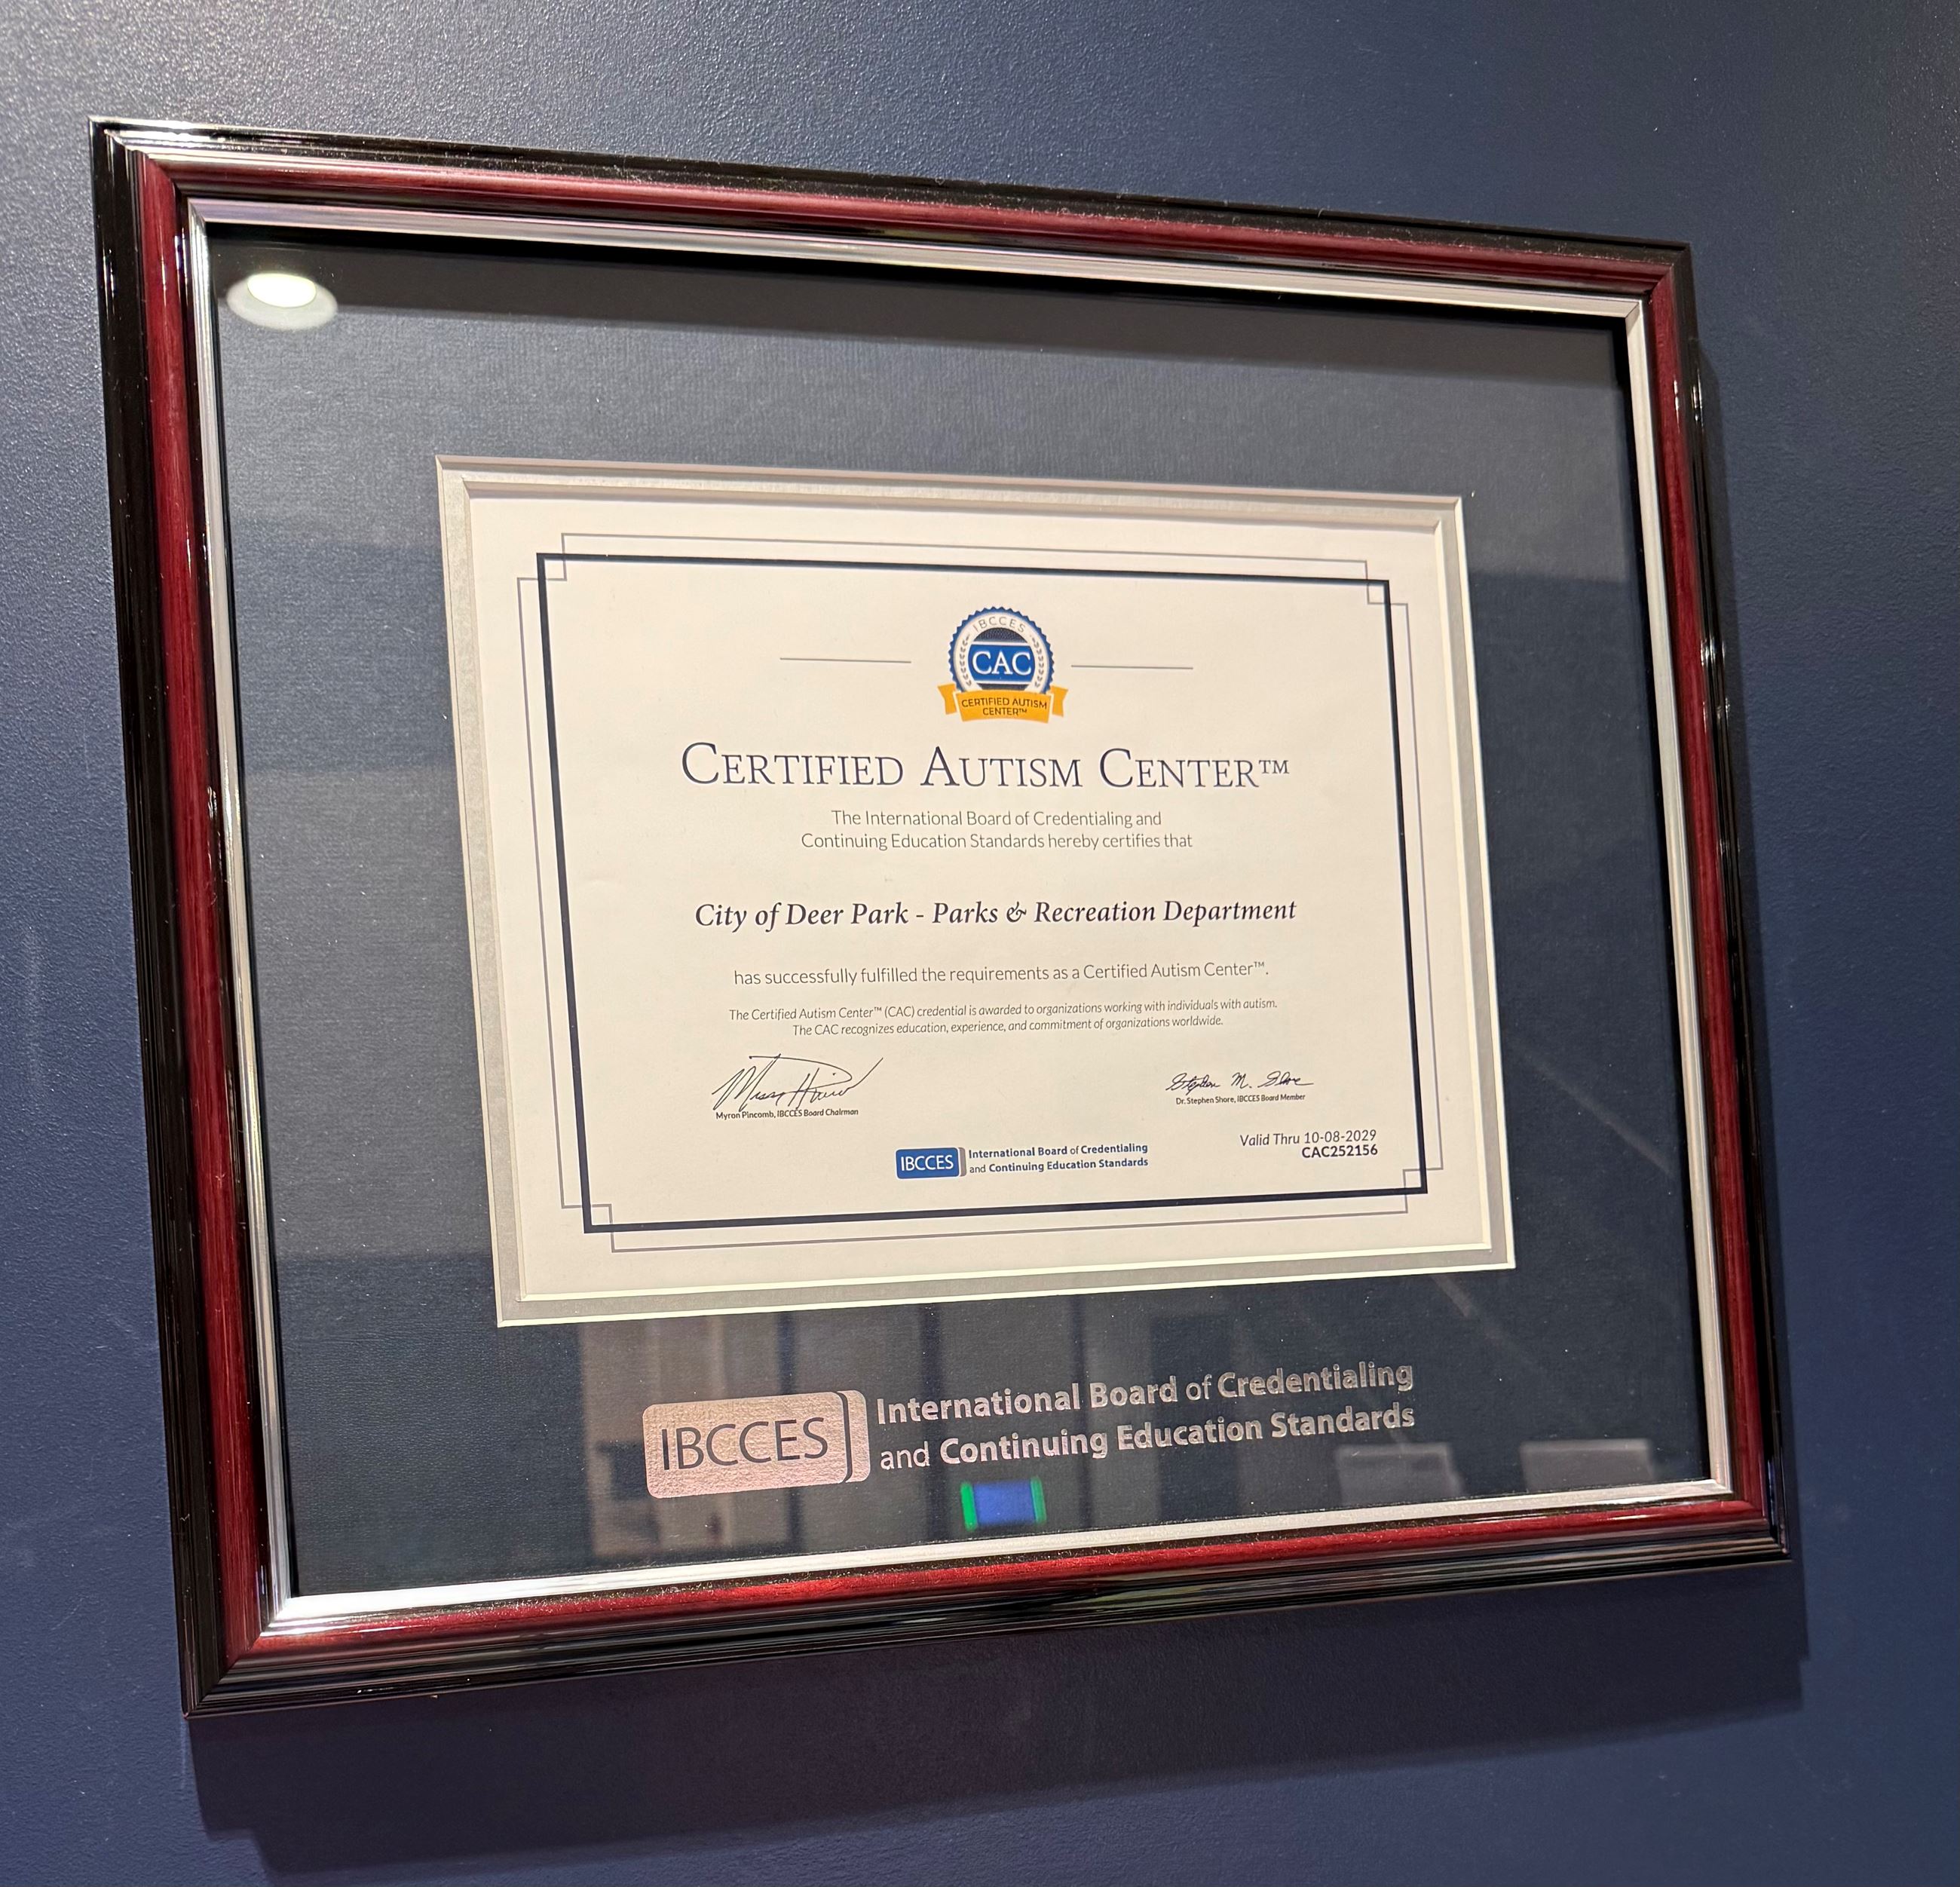 IBCCES
CAC
CERTIFIED AUTISM
CENTER™
CERTIFIED AUTISM CENTER™
The International Board of Credentialing and
Continuing Education Standards hereby certifies that
City of Deer Park - Parks & Recreation Department
has successfully fulfilled the requirements as a Certified Autism Center™.
The Certified Autism Center™ (CAC) credential is awarded to organizations working with individuals with autism.
The CAC recognizes education, experience, and commitment of organizations worldwide.
Stephen M. Shore
Myron Pincomb, IBCCES Board Chairman
Dr. Stephen Shore, IBCCES Board Member
IBCCES International Board of Credentialing
and Continuing Education Standards
Valid Thru 10-08-2029
CAC252156
IBCCES International Board of Credentialing
and Continuing Education Standards